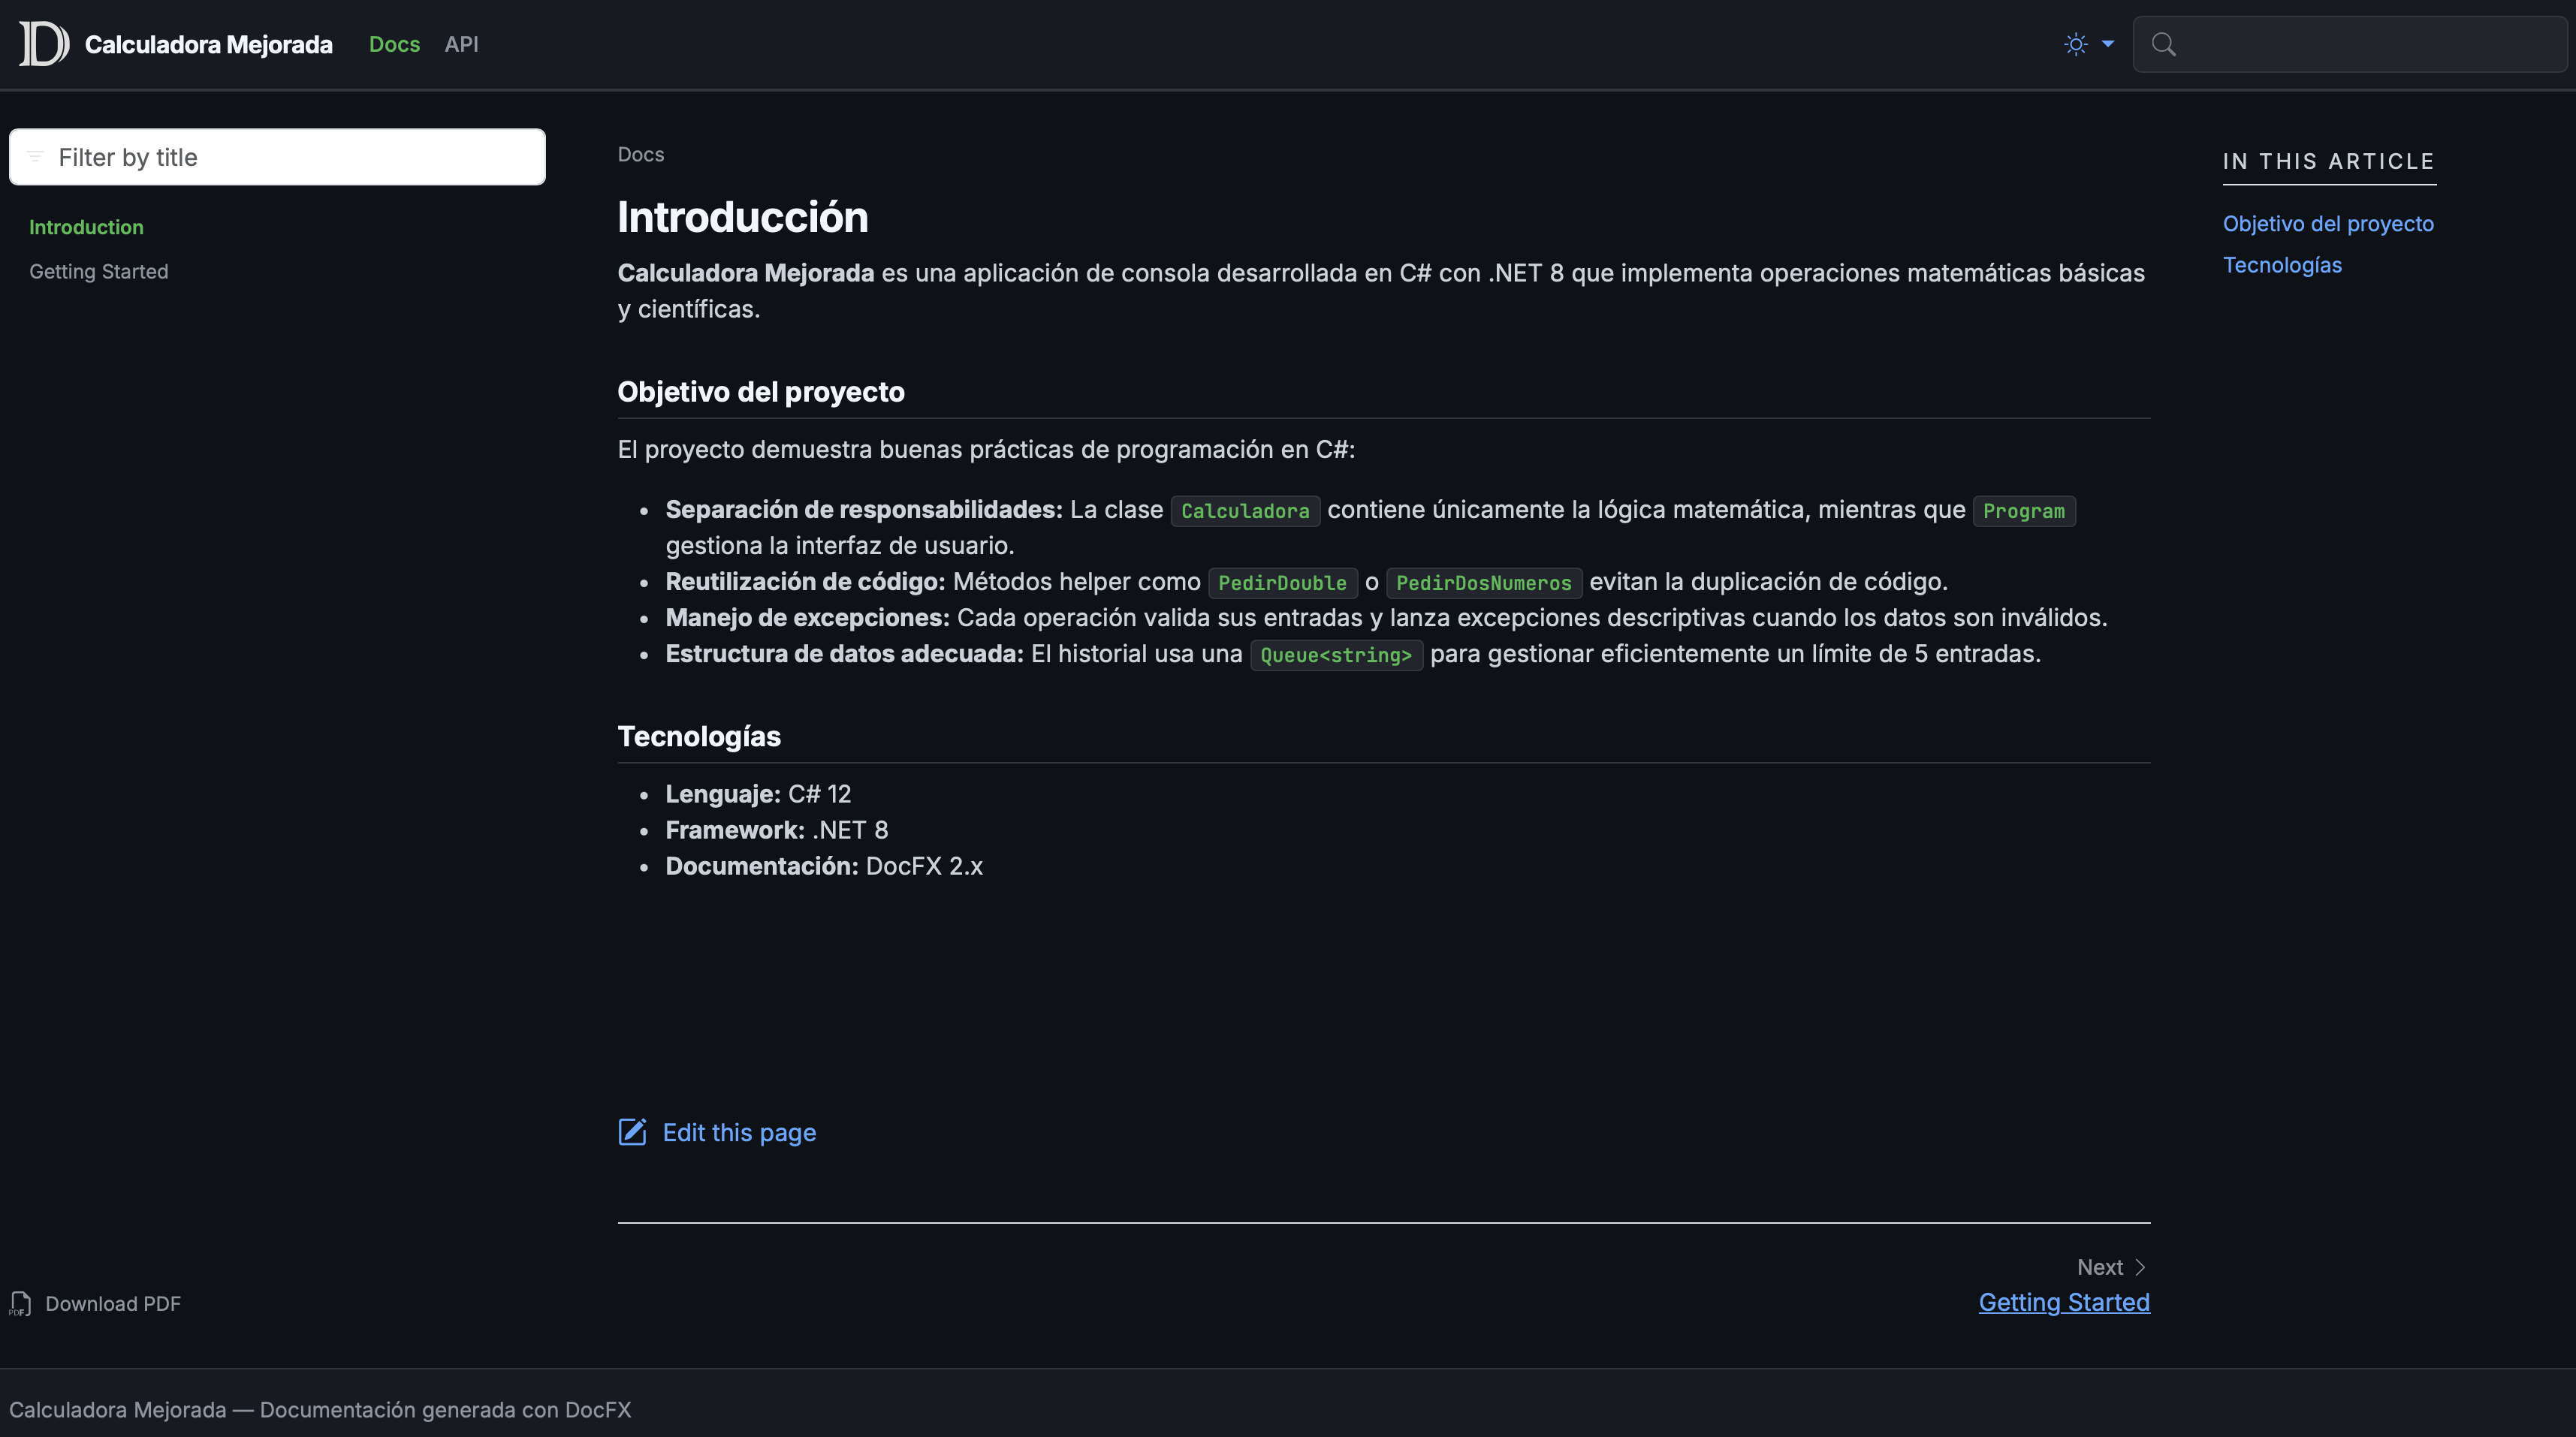 Calculadora Mejorada
Docs
API
Filter by title
Introduction
Getting Started
Docs
Introducción
Calculadora Mejorada es una aplicación de consola desarrollada en C# con .NET 8 que implementa operaciones matemáticas básicas
y científicas.
Objetivo del proyecto
El proyecto demuestra buenas prácticas de programación en C#:
• Separación de responsabilidades: La clase Calculadora contiene únicamente la lógica matemática, mientras que Program
gestiona la interfaz de usuario.
• Reutilización de código: Métodos helper como PedirDouble o PedirDosNumeros evitan la duplicación de código.
• Manejo de excepciones: Cada operación valida sus entradas y lanza excepciones descriptivas cuando los datos son inválidos.
• Estructura de datos adecuada: El historial usa una Queue<string> para gestionar eficientemente un límite de 5 entradas.
Tecnologías
• Lenguaje: C# 12
• Framework: .NET 8
• Documentación: DocFX 2.x
Edit this page
Next
Getting Started
IN THIS ARTICLE
Objetivo del proyecto
Tecnologías
PDF
Download PDF
Calculadora Mejorada — Documentación generada con DocFX